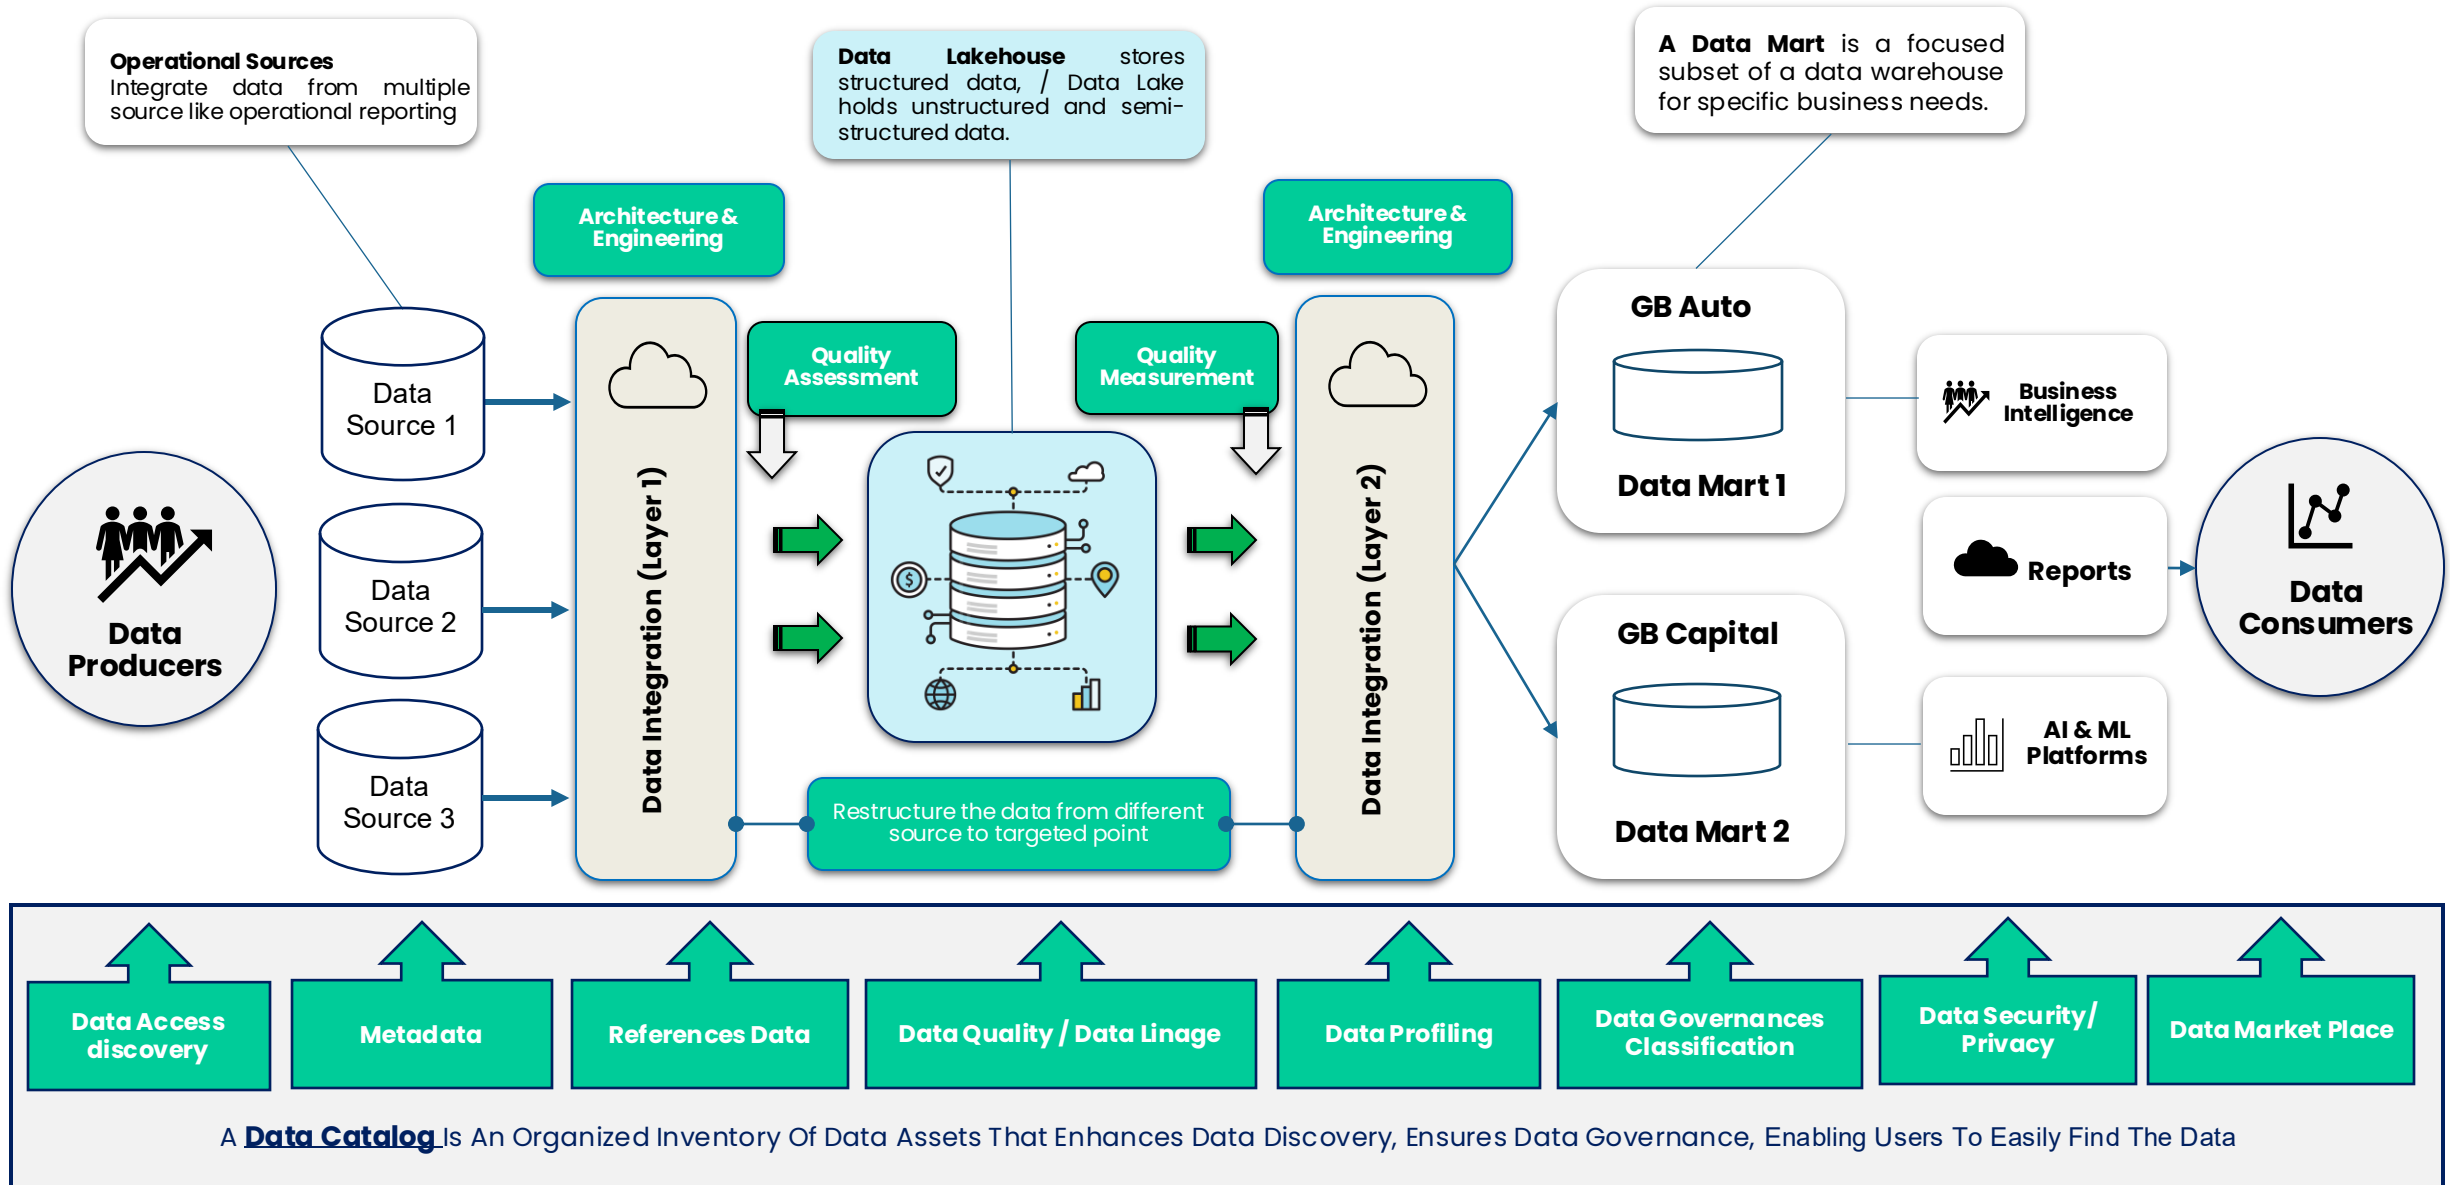 Operational Sources
Integrate data from multiple
source like operational reporting
Data Lakehouse stores
structured data, / Data Lake
holds unstructured and semi-
structured data.
A Data Mart is a focused
subset of a data warehouse
for specific business needs.
Architecture &
Engineering
Architecture &
Engineering
Data
Source 1
Data
Source 2
Data
Source 3
Data
Producers
Data Integration (Layer 1)
Quality
Assessment
Quality
Measurement
Data Integration (Layer 2)
Restructure the data from different
source to targeted point
GB Auto
Data Mart 1
GB Capital
Data Mart 2
Business
Intelligence
Reports
AI & ML
Platforms
Data
Consumers
Data Access
discovery
Metadata
References Data
Data Quality / Data Linage
Data Profiling
Data Governances
Classification
Data Security/
Privacy
Data Market Place
A Data Catalog Is An Organized Inventory Of Data Assets That Enhances Data Discovery, Ensures Data Governance, Enabling Users To Easily Find The Data